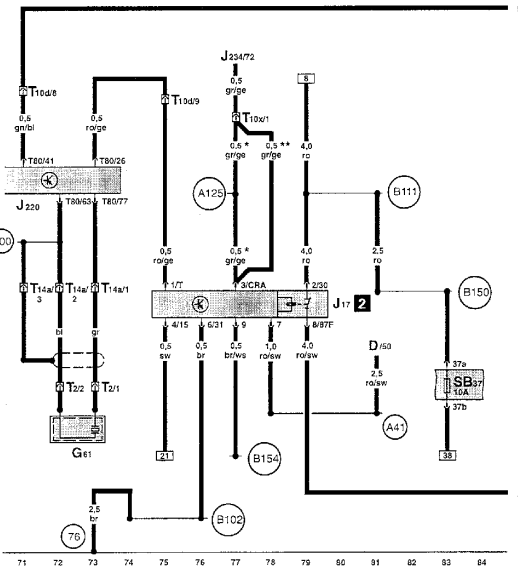 J234/72
8
T10d/8
T10d/9
0,5
gr/ge
T10x/1
0,5
gn/bl
0,5
ro/ge
0,5 *
gr/ge
0,5 **
gr/ge
4,0
ro
T80/41
T80/26
J220
T80/63
T80/77
A125
B111
00
0,5
ro/ge
0,5 *
gr/ge
4,0
ro
2,5
ro
T14a/
3
T14a/
2
T14a/1
1/T
3/CRA
2/30
J17 2
B150
4/15
6/31
9
7
8/87F
bl
gr
0,5
sw
0,5
br
0,5
br/ws
1,0
ro/sw
4,0
ro/sw
D/50
2,5
ro/sw
37a
SB37
10A
37b
T2/2
T2/1
A41
G61
21
B154
38
2,5
br
76
B102
71 72 73 74 75 76 77 78 79 80 81 82 83 84